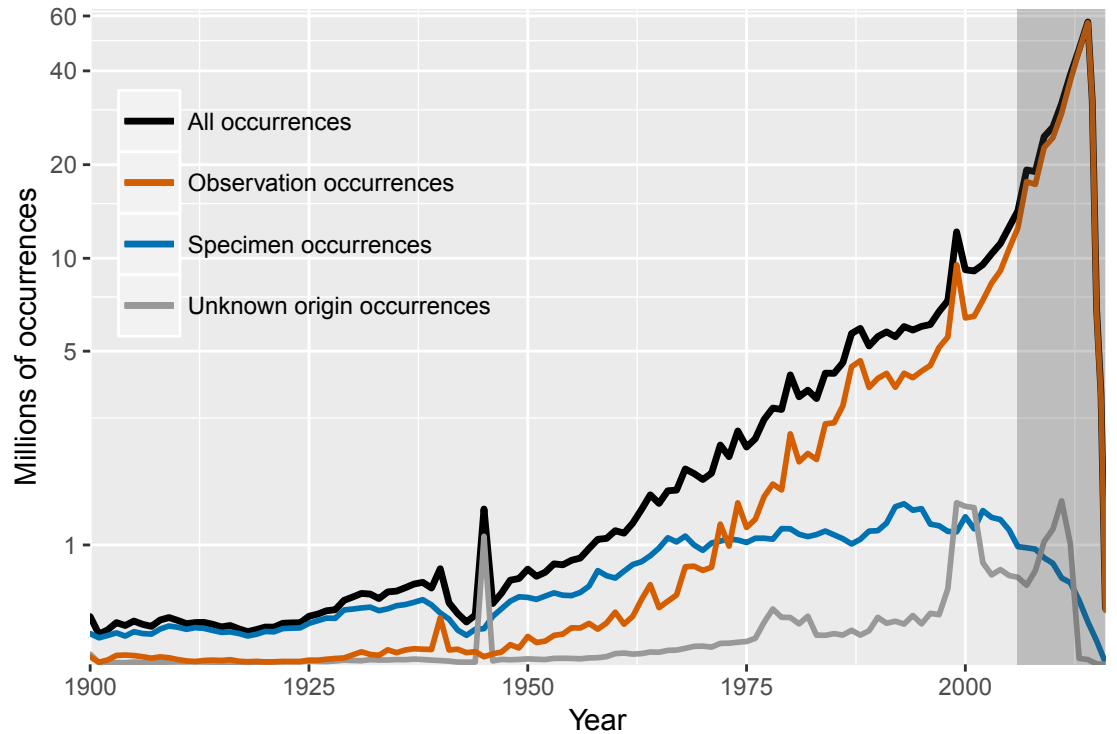 60
40
20
10
5
1
Millions of occurrences
All occurrences
Observation occurrences
Specimen occurrences
Unknown origin occurrences
1900
1925
1950
1975
2000
Year